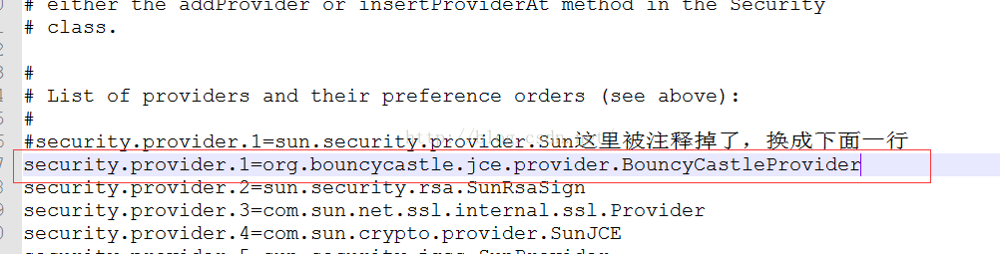 # either the addProvider or insertProviderAt method in the Security
# class.
#
# List of providers and their preference orders (see above):
#
#security.provider.1=sun.security.provider.Sun这里被注释掉了，换成下面一行
security.provider.1=org.bouncycastle.jce.provider.BouncyCastleProvider
security.provider.2=sun.security.rsa.SunRsaSign
security.provider.3=com.sun.net.ssl.internal.ssl.Provider
security.provider.4=com.sun.crypto.provider.SunJCE